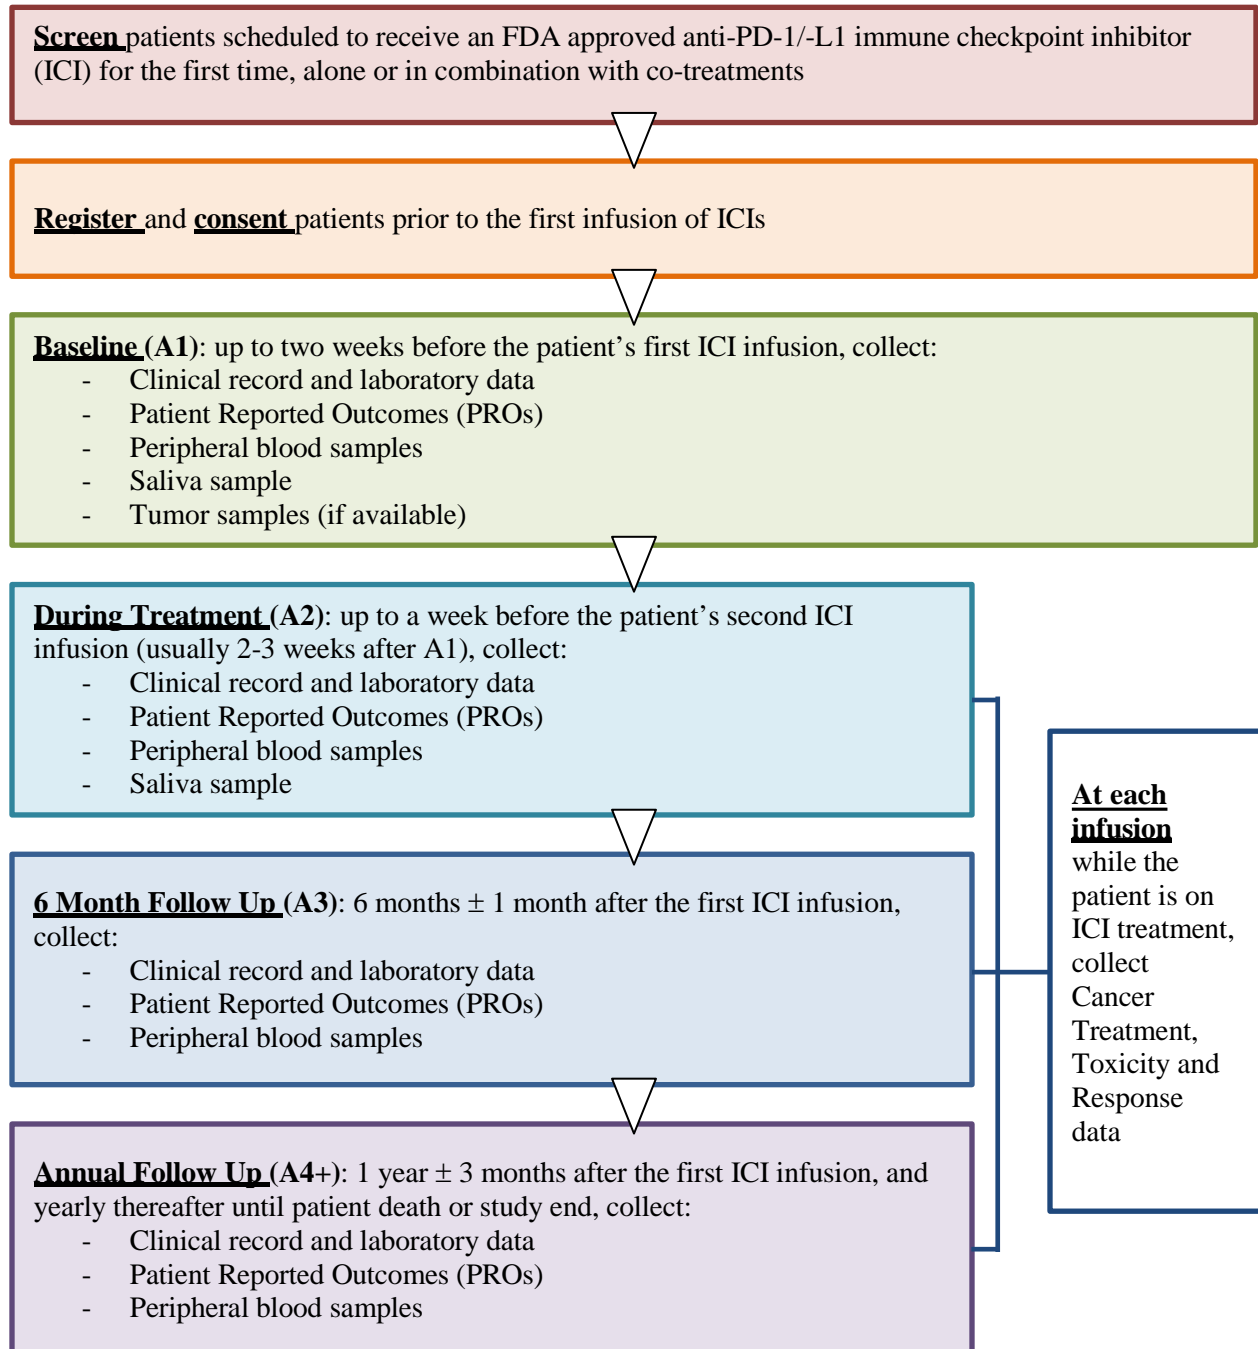 Screen patients scheduled to receive an FDA approved anti-PD-1/-L1 immune checkpoint inhibitor
(ICI) for the first time, alone or in combination with co-treatments
Register and consent patients prior to the first infusion of ICIs
Baseline (A1): up to two weeks before the patient’s first ICI infusion, collect:
- Clinical record and laboratory data
- Patient Reported Outcomes (PROs)
- Peripheral blood samples
- Saliva sample
- Tumor samples (if available)
During Treatment (A2): up to a week before the patient’s second ICI
infusion (usually 2-3 weeks after A1), collect:
- Clinical record and laboratory data
- Patient Reported Outcomes (PROs)
- Peripheral blood samples
- Saliva sample
6 Month Follow Up (A3): 6 months ± 1 month after the first ICI infusion,
collect:
- Clinical record and laboratory data
- Patient Reported Outcomes (PROs)
- Peripheral blood samples
Annual Follow Up (A4+): 1 year ± 3 months after the first ICI infusion, and
yearly thereafter until patient death or study end, collect:
- Clinical record and laboratory data
- Patient Reported Outcomes (PROs)
- Peripheral blood samples
At each
infusion
while the
patient is on
ICI treatment,
collect
Cancer
Treatment,
Toxicity and
Response
data